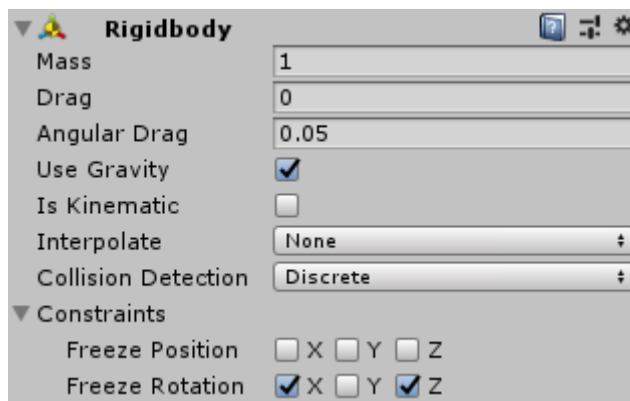 Rigidbody
Mass 1
Drag 0
Angular Drag 0.05
Use Gravity
Is Kinematic
Interpolate None
Collision Detection Discrete
Constraints
Freeze Position X Y Z
Freeze Rotation X Y Z